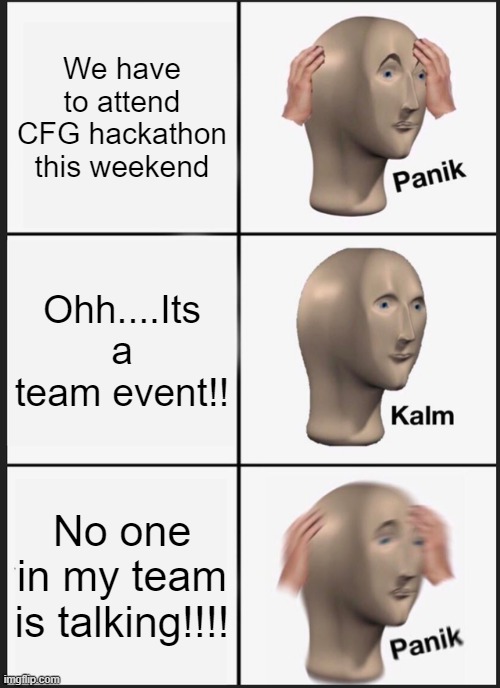 We have
to attend
CFG hackathon
this weekend
Panik
Ohh....Its
a
team event!!
Kalm
No one
in my team
is talking!!!!
Panik
imgflip.com